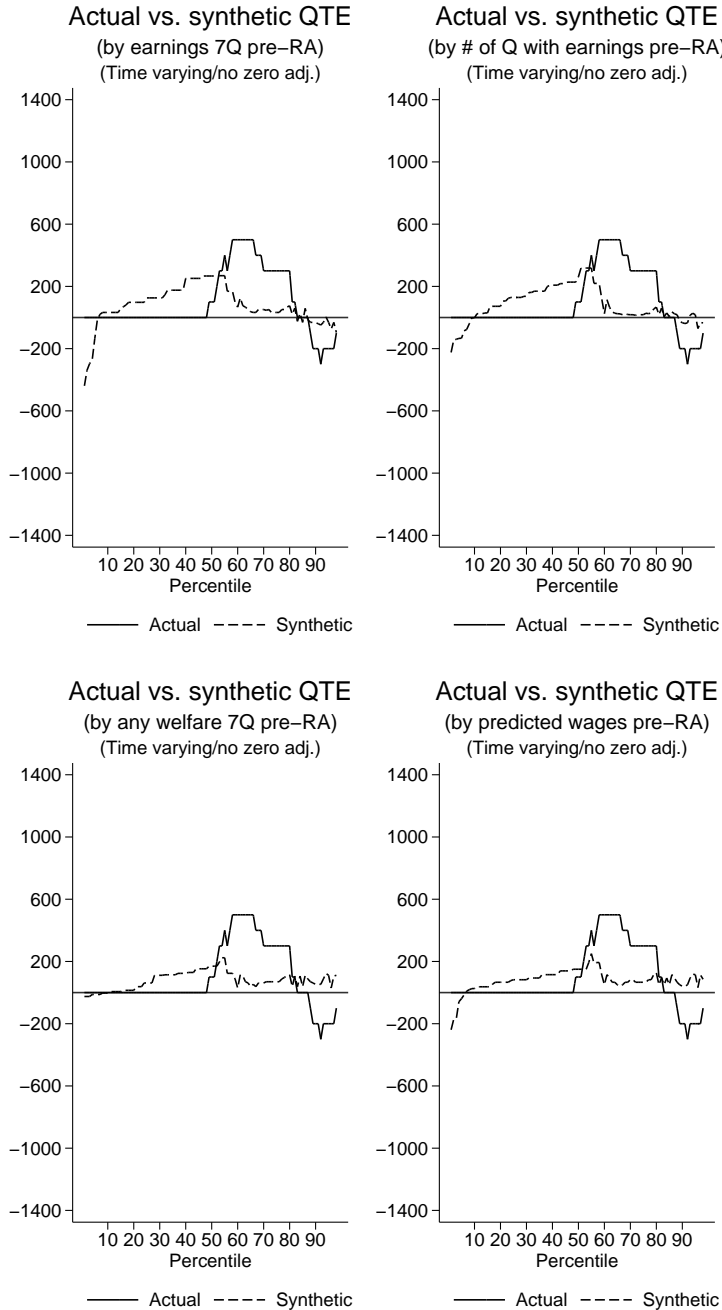 Actual vs. synthetic QTE
(by earnings 7Q pre−RA)
(Time varying/no zero adj.)
1400
1000
600
200
−200
−600
−1000
−1400
10 20 30 40 50 60 70 80 90
Percentile
Actual Synthetic
Actual vs. synthetic QTE
(by # of Q with earnings pre−RA)
(Time varying/no zero adj.)
1400
1000
600
200
−200
−600
−1000
−1400
10 20 30 40 50 60 70 80 90
Percentile
Actual Synthetic
Actual vs. synthetic QTE
(by any welfare 7Q pre−RA)
(Time varying/no zero adj.)
1400
1000
600
200
−200
−600
−1000
−1400
10 20 30 40 50 60 70 80 90
Percentile
Actual Synthetic
Actual vs. synthetic QTE
(by predicted wages pre−RA)
(Time varying/no zero adj.)
1400
1000
600
200
−200
−600
−1000
−1400
10 20 30 40 50 60 70 80 90
Percentile
Actual Synthetic